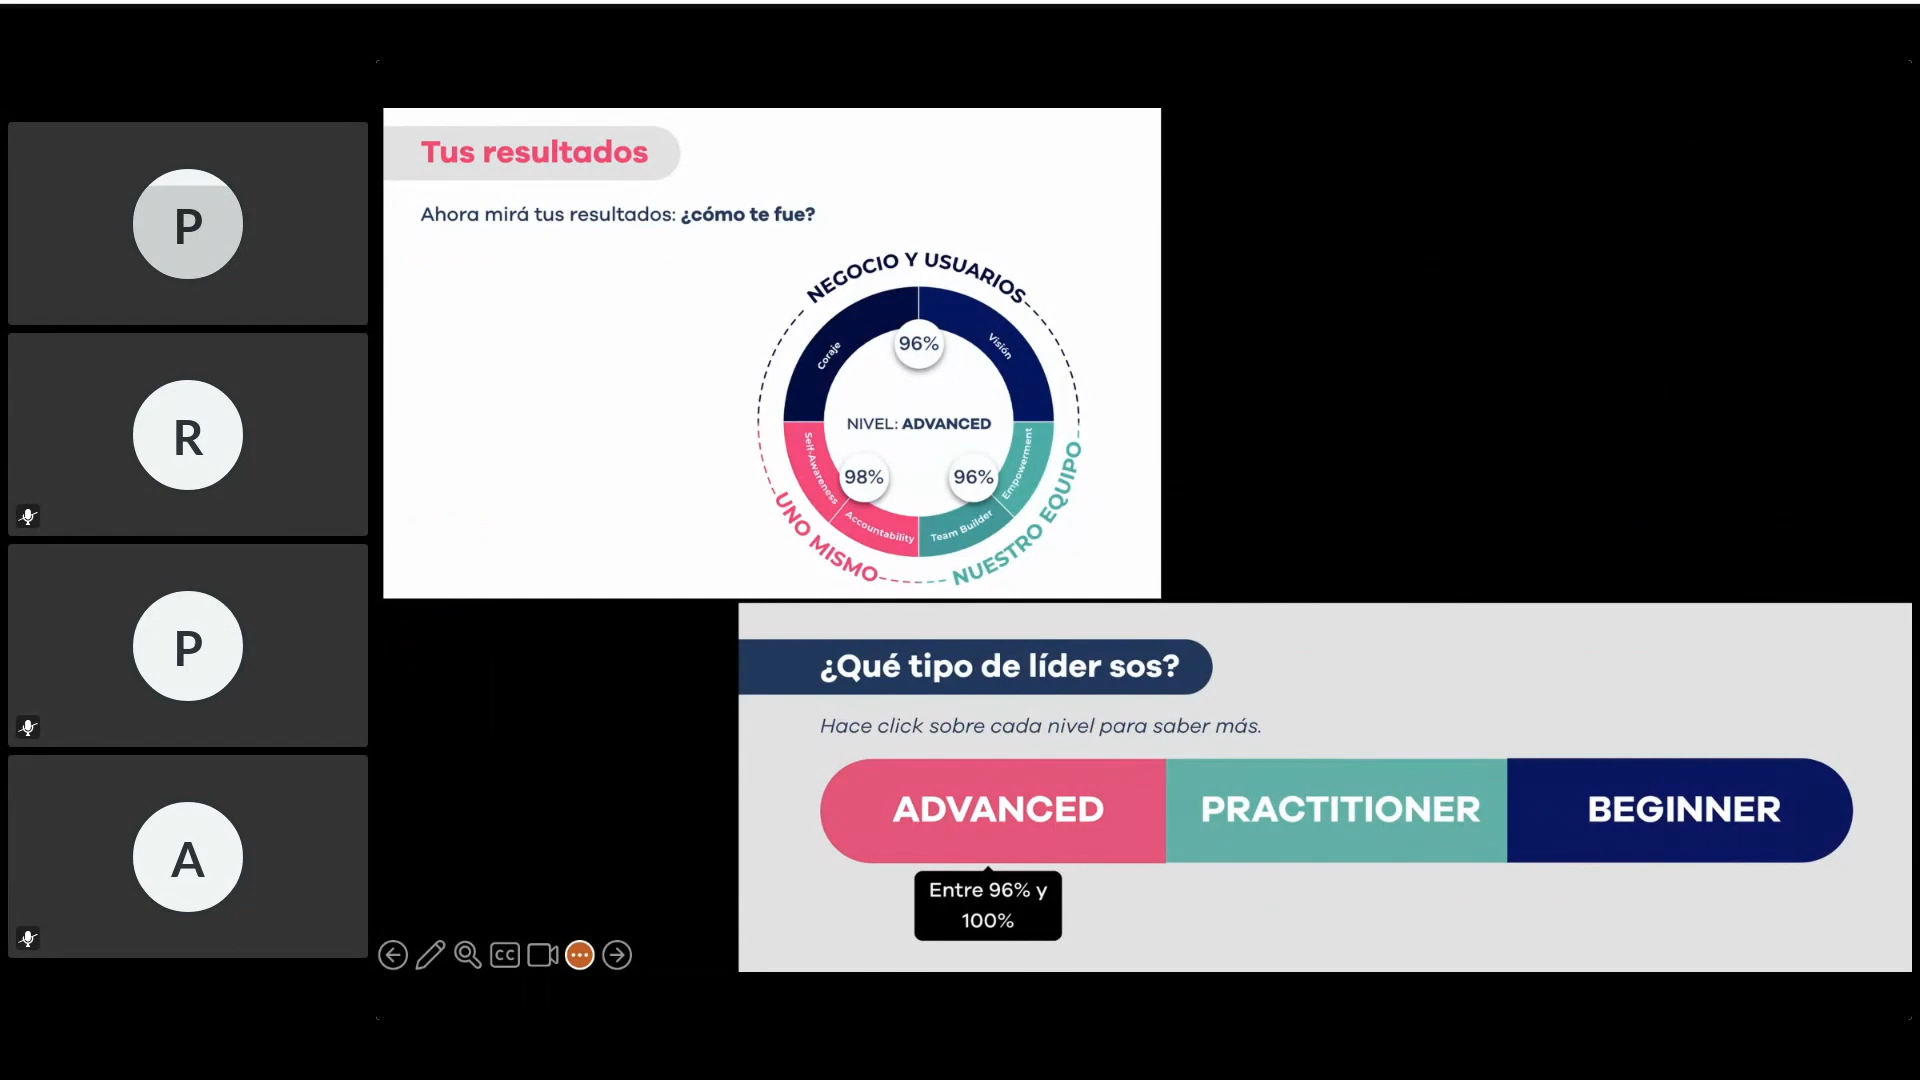 P
R
P
A
Tus resultados
Ahora mirá tus resultados: ¿cómo te fue?
NEGOCIO Y USUARIOS
Coraje
96%
Visión
NIVEL: ADVANCED
Self-Awareness
98%
96%
Empowerment
Accountability
Team Builder
UNO MISMO
NUESTRO EQUIPO
¿Qué tipo de líder sos?
Hace click sobre cada nivel para saber más.
ADVANCED
PRACTITIONER
BEGINNER
Entre 96% y
100%
CC